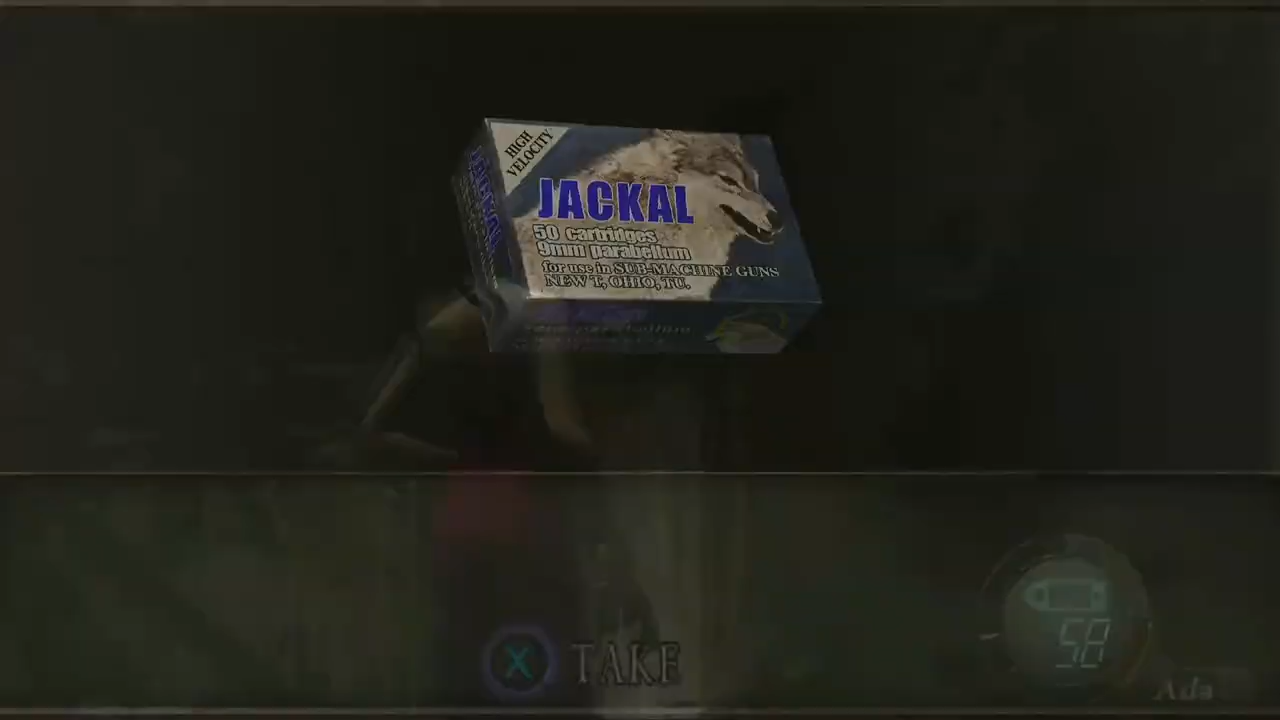 HIGH
VELOCITY
JACKAL
JACKAL
50 cartridges
9mm parabellum
for use in SUB-MACHINE GUNS
NEW T, OHIO, TU.
58
X TAKE
Ada